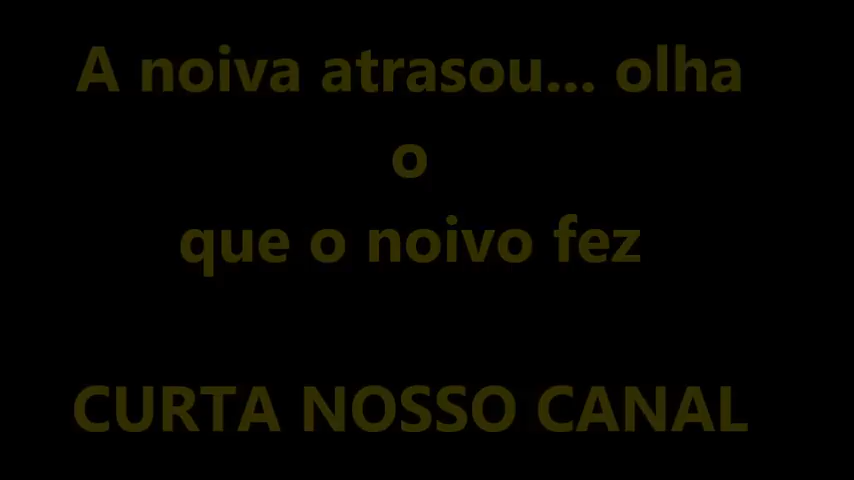 A noiva atrasou... olha
o
que o noivo fez
CURTA NOSSO CANAL